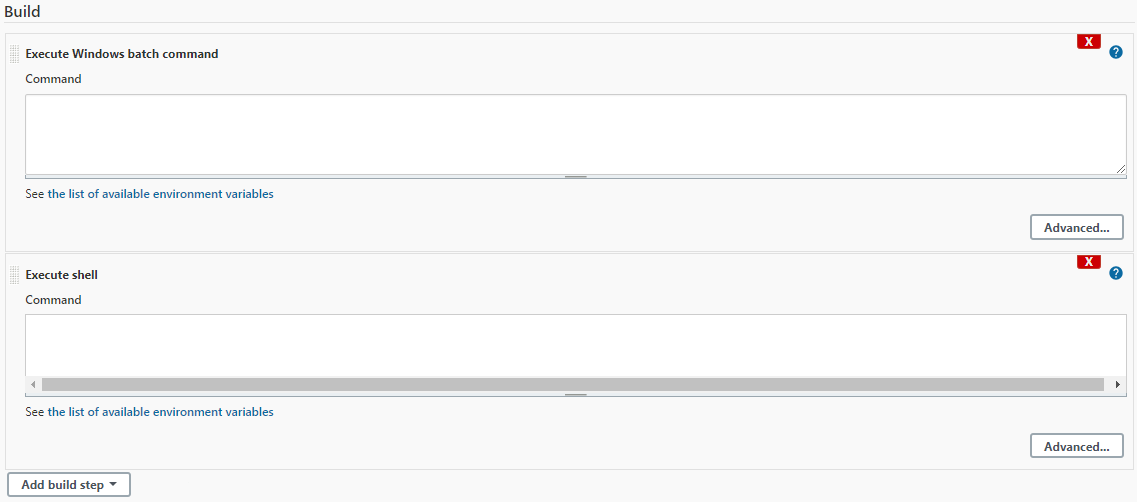 Build
X
Execute Windows batch command
?
Command
See the list of available environment variables
Advanced...
X
Execute shell
?
Command
See the list of available environment variables
Advanced...
Add build step